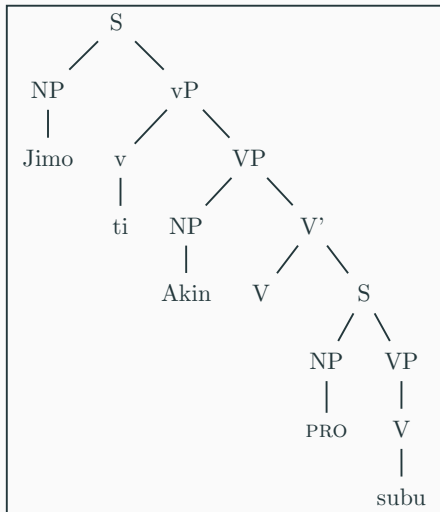 S
NP vP
Jimo v VP
ti NP V'
Akin V S
NP VP
PRO V
subu